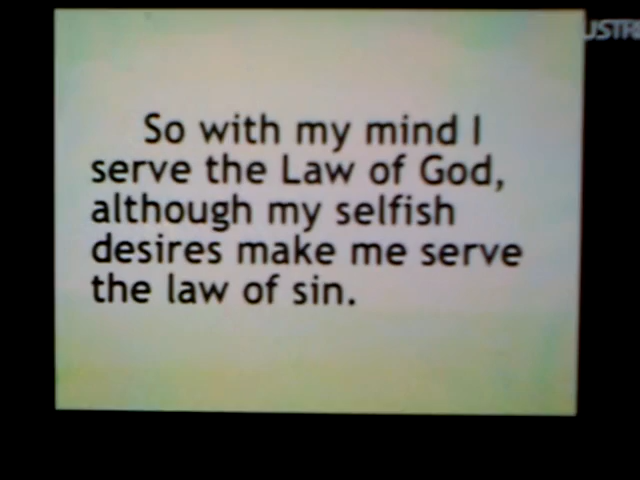 So with my mind I
serve the Law of God,
although my selfish
desires make me serve
the law of sin.